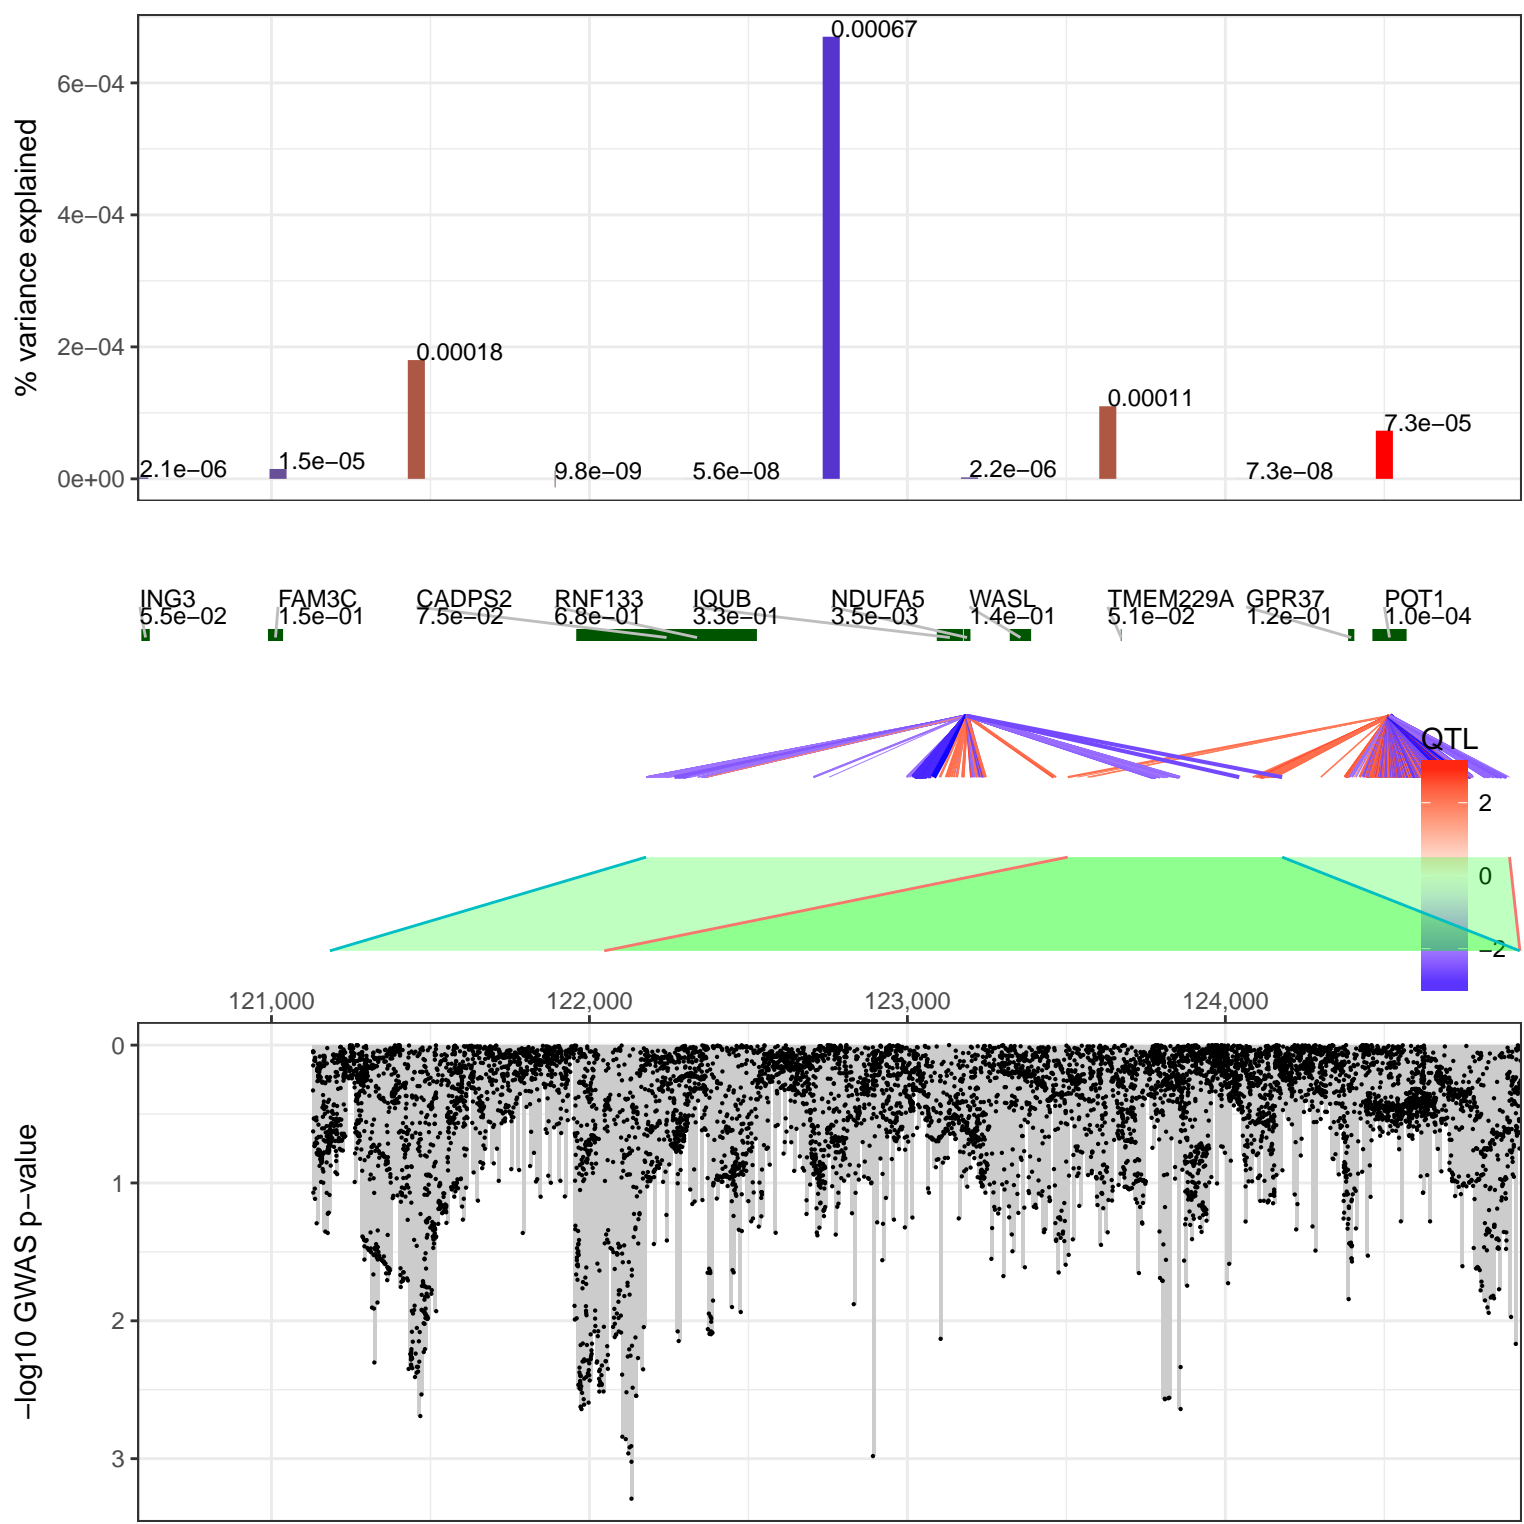 % variance explained
6e−04
4e−04
2e−04
0e+00
2.1e−06
1.5e−05
0.00018
9.8e−09
5.6e−08
0.00067
2.2e−06
0.00011
7.3e−08
7.3e−05
ING3 FAM3C CADPS2 RNF133 IQUB NDUFA5 WASL TMEM229A GPR37 POT1
5.5e−02 1.5e−01 7.5e−02 6.8e−01 3.3e−01 3.5e−03 1.4e−01 5.1e−02 1.2e−01 1.0e−04
QTL
2
0
−2
121,000 122,000 123,000 124,000
−log10 GWAS p−value
0
1
2
3